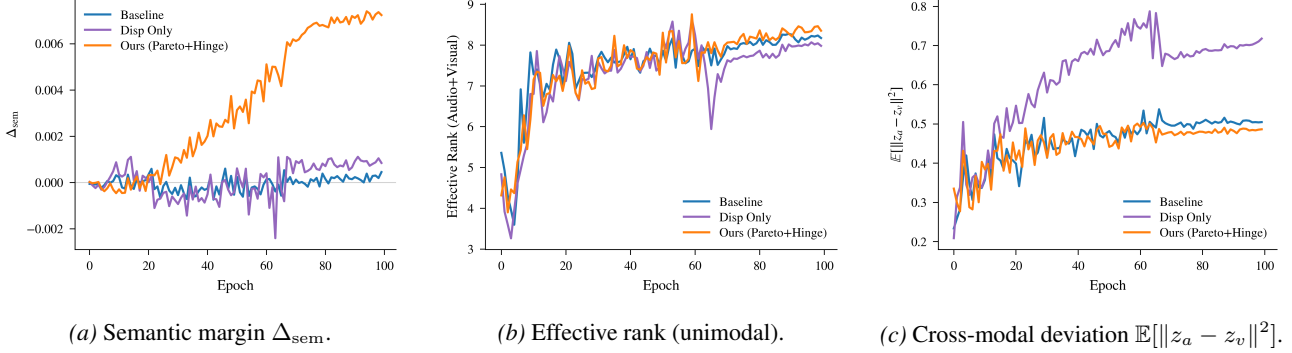 Baseline
Disp Only
Ours (Pareto+Hinge)
0.006
0.004
0.002
0.000
−0.002
Δsem
0 20 40 60 80 100
Epoch
(a) Semantic margin Δsem.
9
8
7
6
5
4
3
Effective Rank (Audio+Visual)
Baseline
Disp Only
Ours (Pareto+Hinge)
0 20 40 60 80 100
Epoch
(b) Effective rank (unimodal).
0.8
0.7
0.6
0.5
0.4
0.3
0.2
𝔼[‖zₐ − zᵥ‖²]
Baseline
Disp Only
Ours (Pareto+Hinge)
0 20 40 60 80 100
Epoch
(c) Cross-modal deviation 𝔼[‖zₐ − zᵥ‖²].